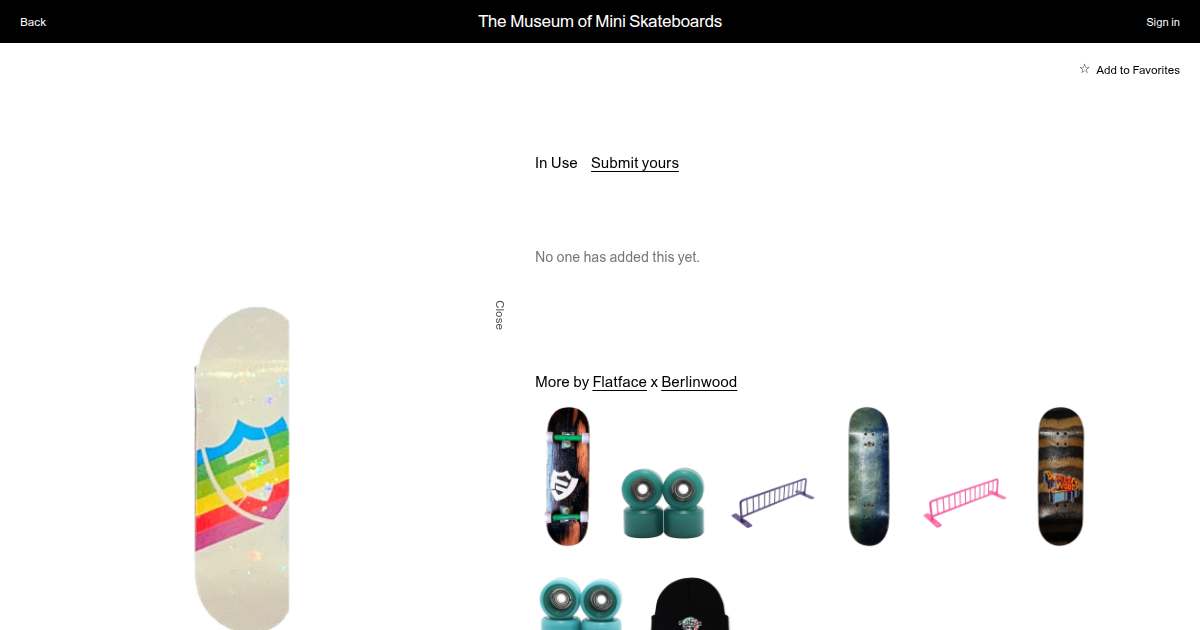 Back
The Museum of Mini Skateboards
Sign in
☆ Add to Favorites
In Use Submit yours
No one has added this yet.
Close
More by Flatface x Berlinwood